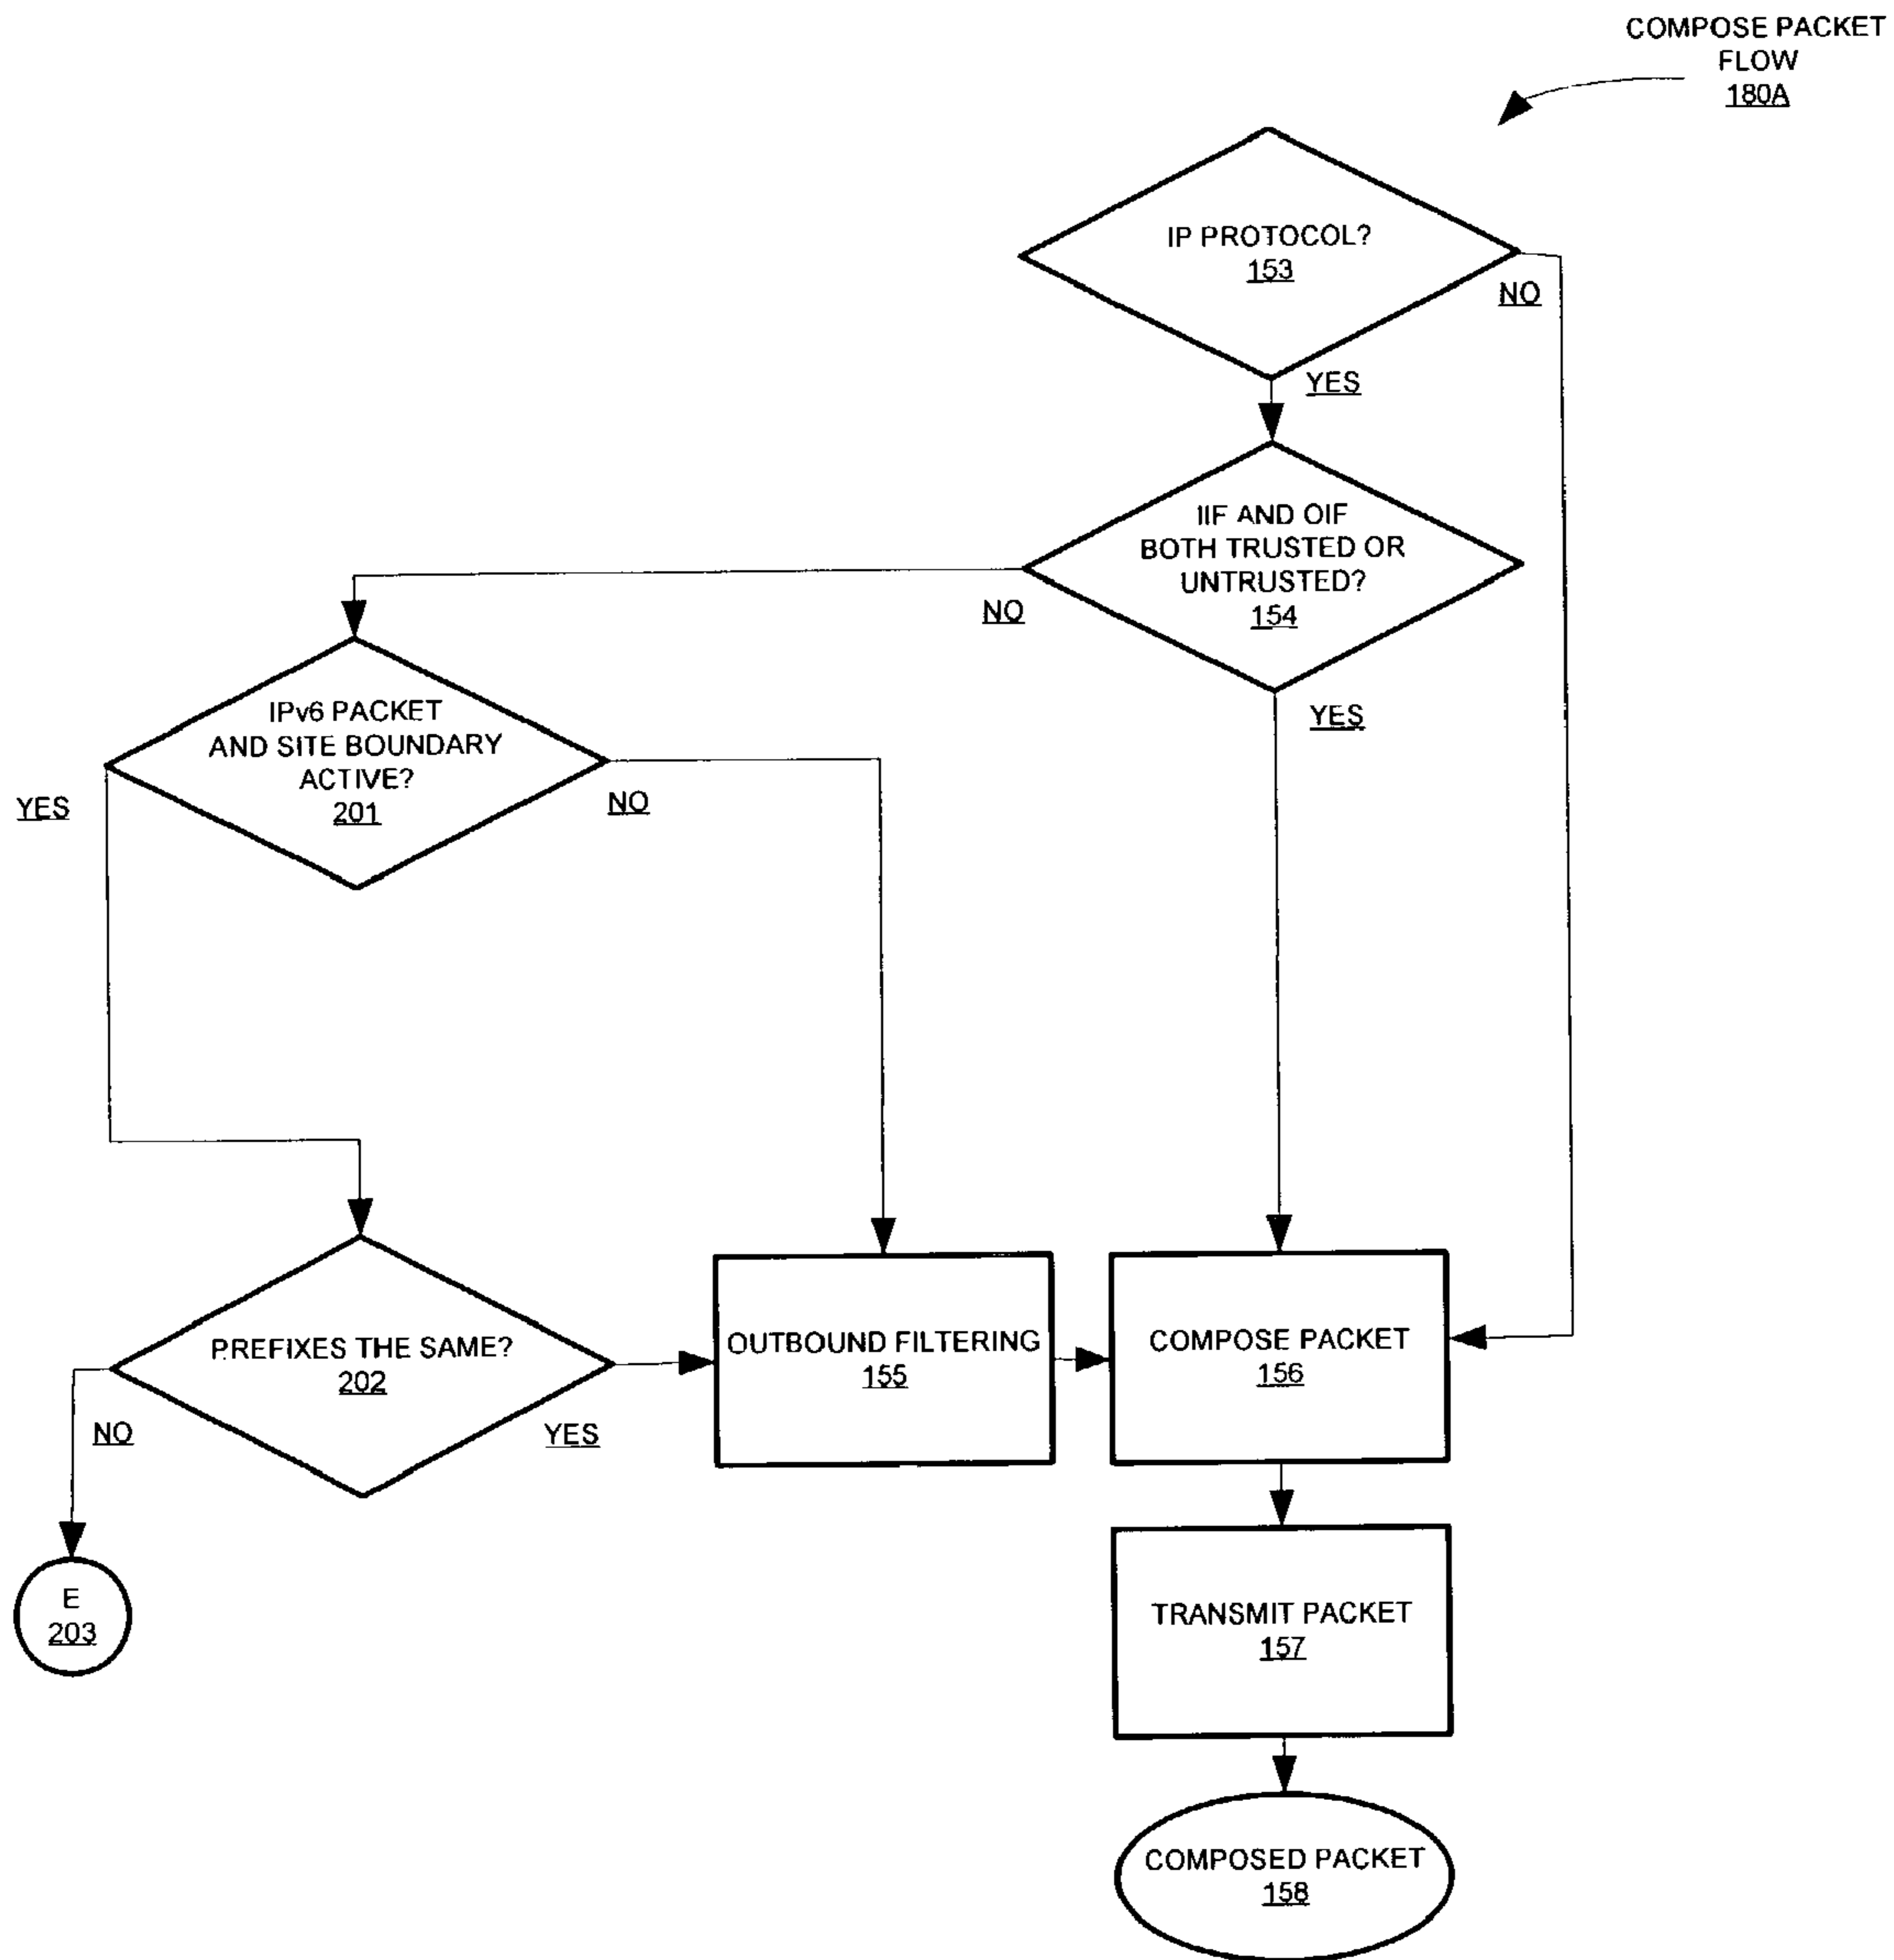 COMPOSE PACKET
FLOW
180A
IP PROTOCOL?
153
NO
YES
IIF AND OIF
BOTH TRUSTED OR
UNTRUSTED?
154
NO
YES
IPv6 PACKET
AND SITE BOUNDARY
ACTIVE?
201
YES
NO
PREFIXES THE SAME?
202
NO
YES
OUTBOUND FILTERING
155
COMPOSE PACKET
156
E
203
TRANSMIT PACKET
157
COMPOSED PACKET
158